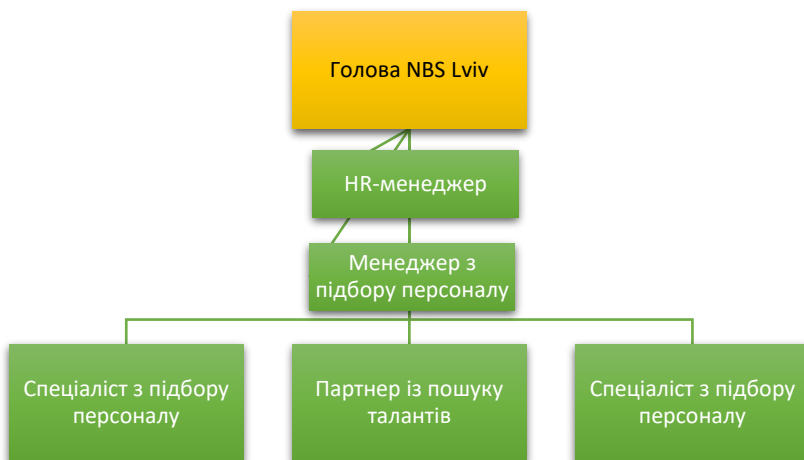 Голова NBS Lviv
HR-менеджер
Менеджер з
підбору персоналу
Спеціаліст з підбору
персоналу
Партнер із пошуку
талантів
Спеціаліст з підбору
персоналу